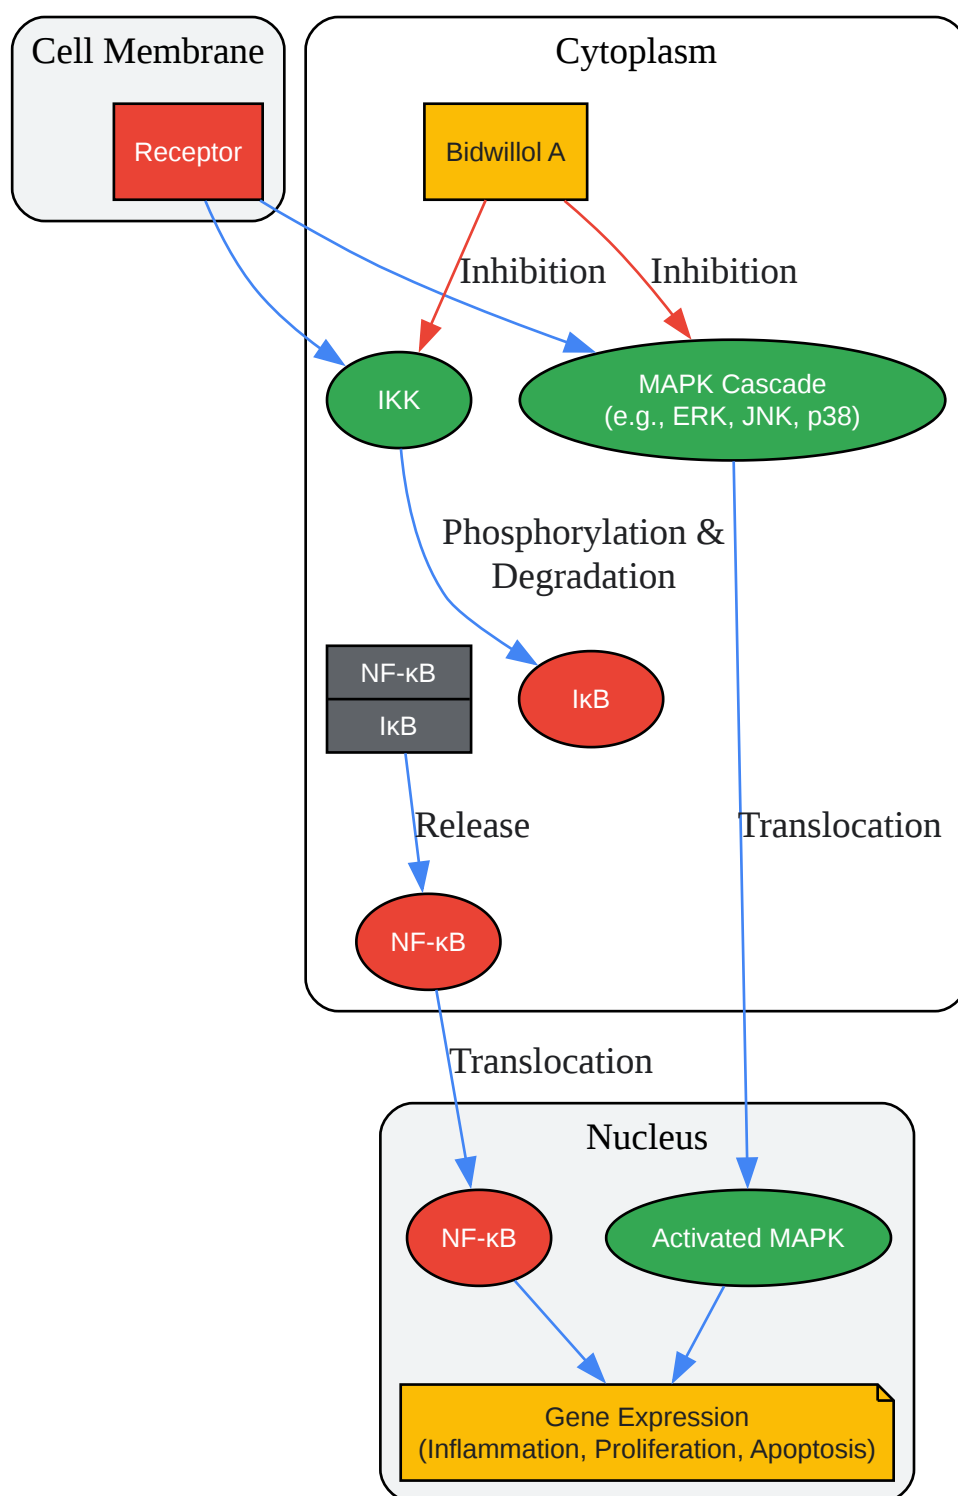 Cell Membrane
Cytoplasm
Receptor
Bidwillol A
Inhibition
Inhibition
IKK
MAPK Cascade
(e.g., ERK, JNK, p38)
Phosphorylation &
Degradation
NF-κB
IκB
IκB
Release
Translocation
NF-κB
Translocation
Nucleus
NF-κB
Activated MAPK
Gene Expression
(Inflammation, Proliferation, Apoptosis)